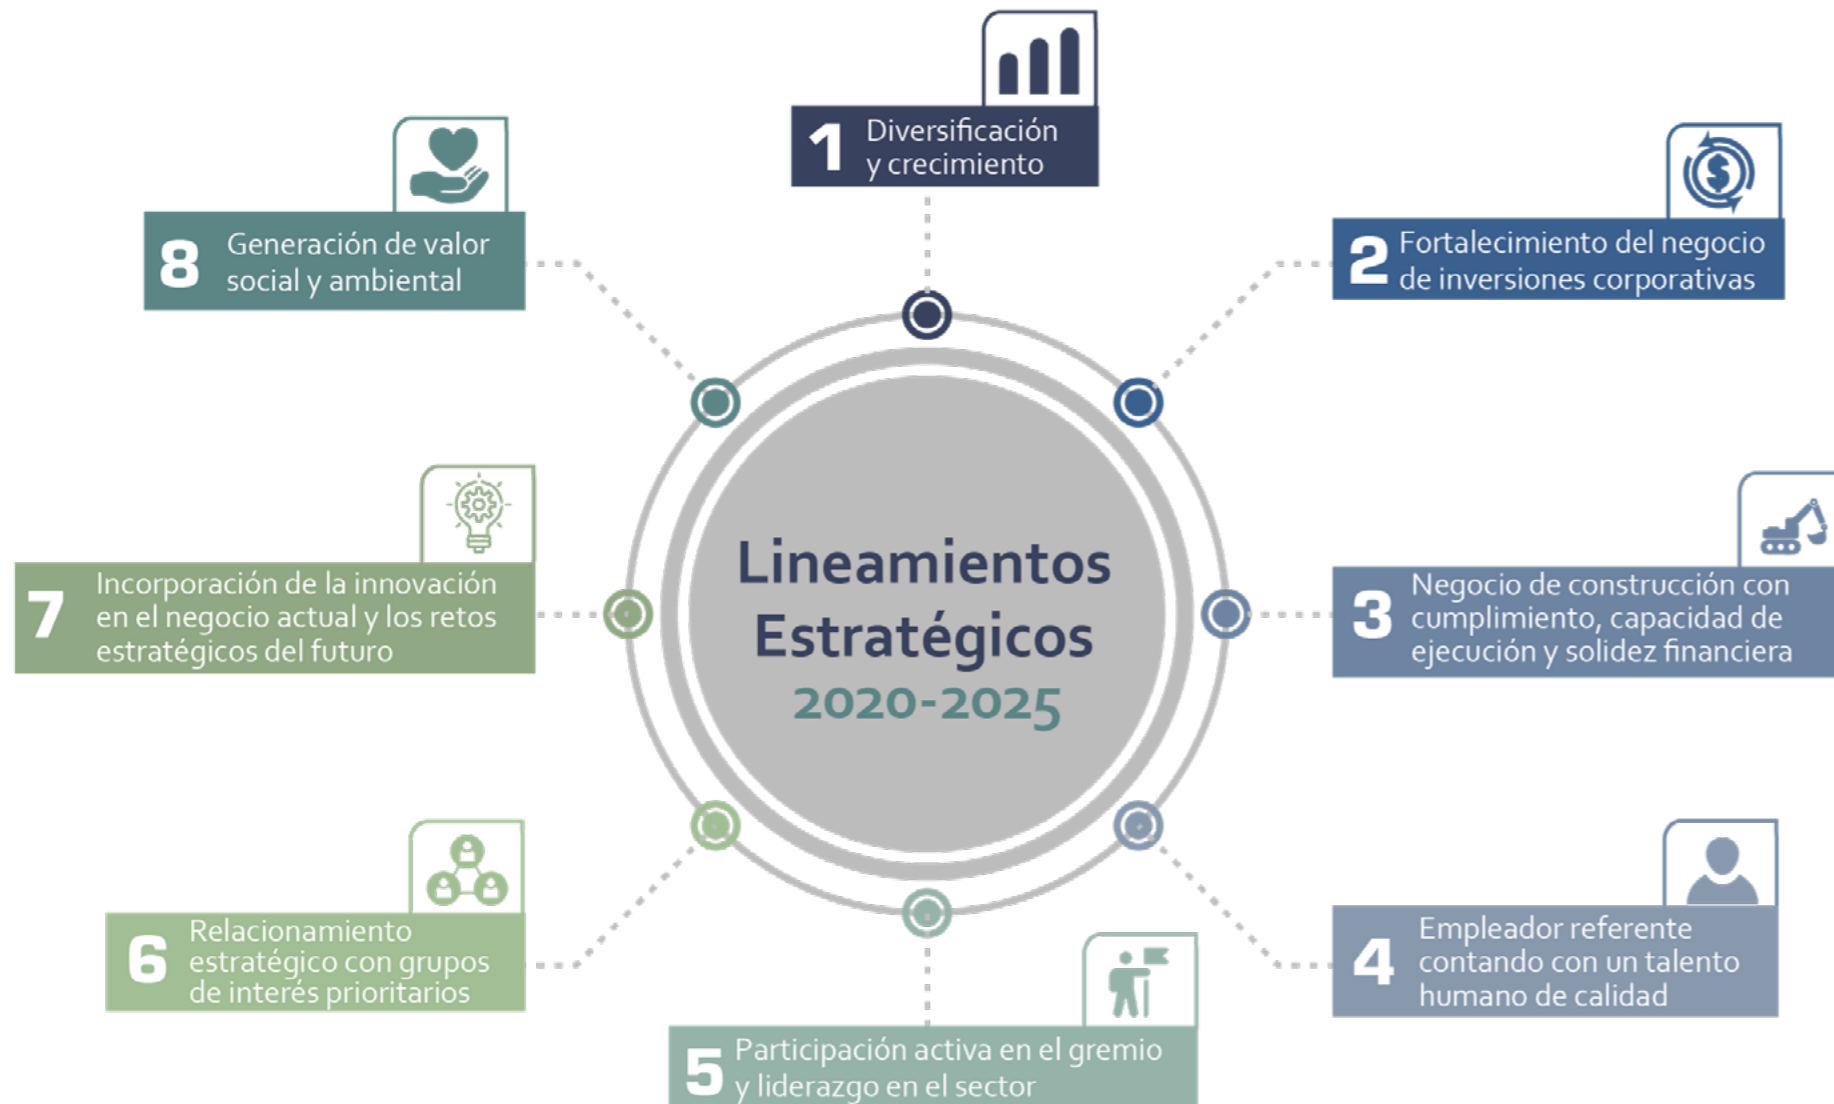 1
Diversificación
y crecimiento
2
Fortalecimiento del negocio
de inversiones corporativas
3
Negocio de construcción con
cumplimiento, capacidad de
ejecución y solidez financiera
4
Empleador referente
contando con un talento
humano de calidad
5
Participación activa en el gremio
y liderazgo en el sector
6
Relacionamiento
estratégico con grupos
de interés prioritarios
7
Incorporación de la innovación
en el negocio actual y los retos
estratégicos del futuro
8
Generación de valor
social y ambiental
Lineamientos
Estratégicos
2020-2025
$